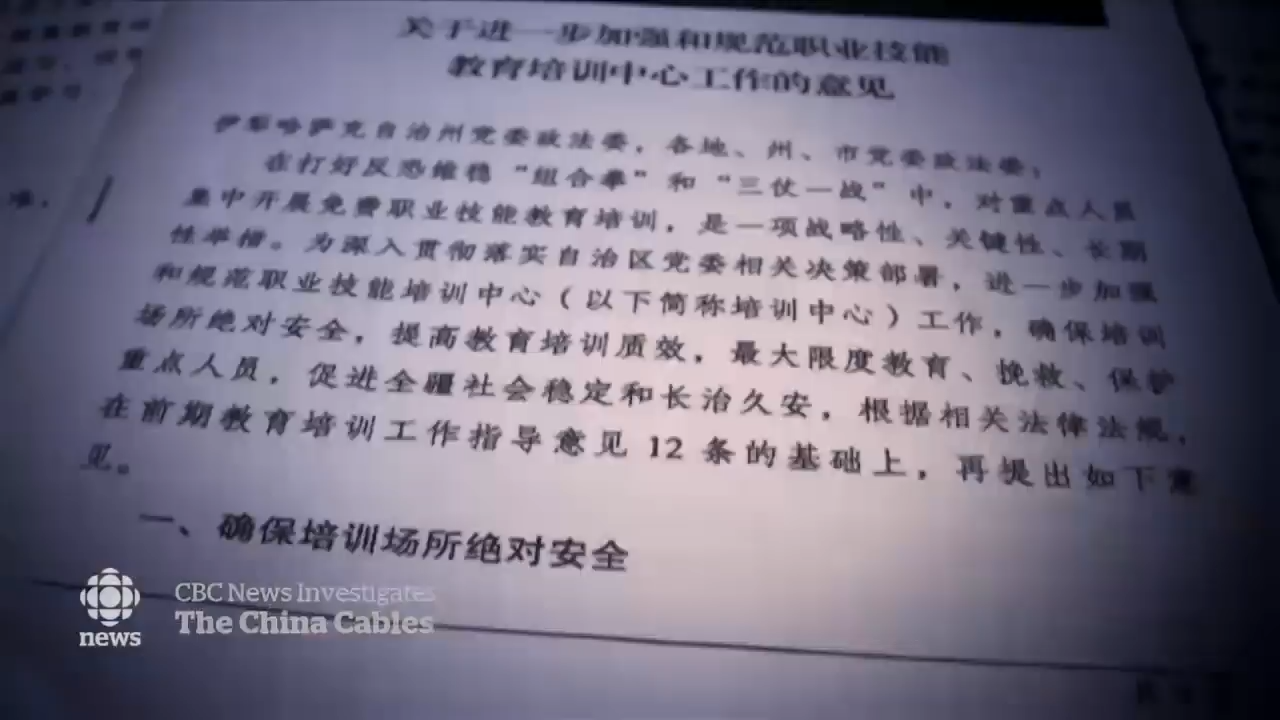 关于进一步加强和规范职业技能
教育培训中心工作的意见
伊犁哈萨克自治州党委政法委，各地、州、市党委政法委：
在打好反恐维稳“组合拳”和“三仗一战”中，对重点人员
集中开展免费职业技能教育培训，是一项战略性、关键性、长期
性举措。为深入贯彻落实自治区党委相关决策部署，进一步加强
和规范职业技能培训中心（以下简称培训中心）工作，确保培训
场所绝对安全，提高教育培训质效，最大限度教育、挽救、保护
重点人员，促进全疆社会稳定和长治久安，根据相关法律法规，
在前期教育培训工作指导意见 12 条的基础上，再提出如下意
见。
一、确保培训场所绝对安全
CBC News Investigates
The China Cables
news